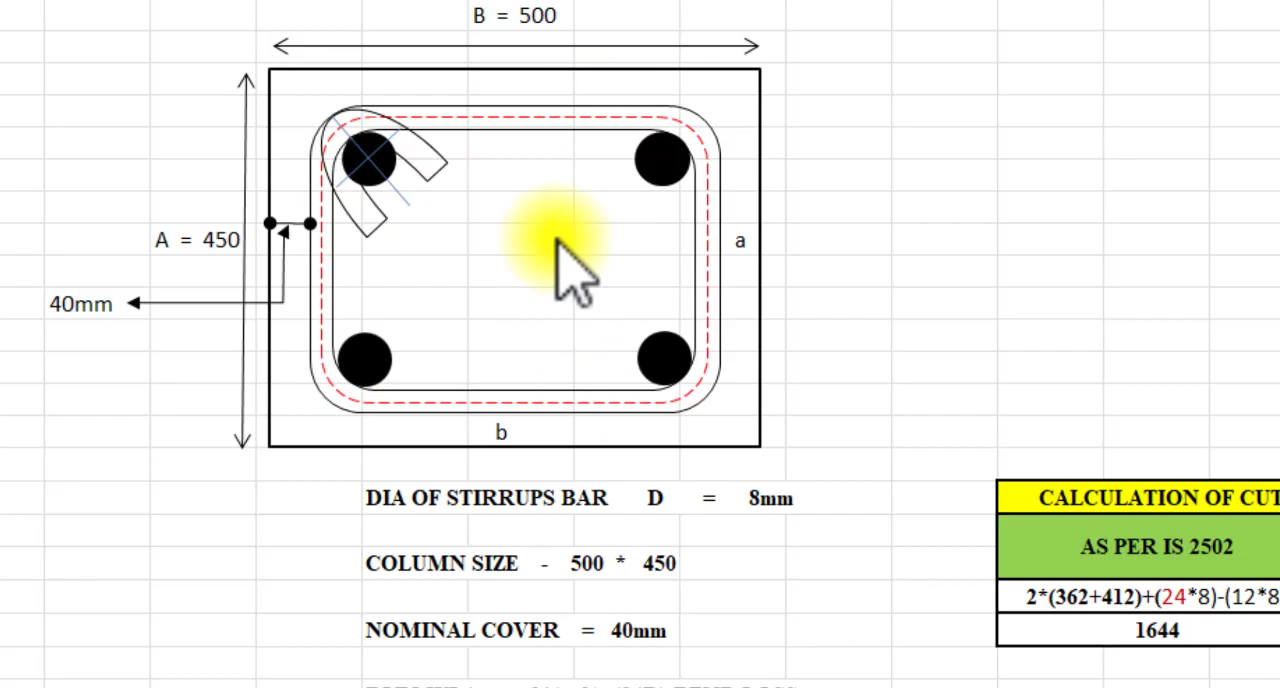 B = 500
A = 450
a
40mm
b
DIA OF STIRRUPS BAR D = 8mm
COLUMN SIZE - 500 * 450
NOMINAL COVER = 40mm
CALCULATION OF CUT
AS PER IS 2502
2*(362+412)+(24*8)-(12*8
1644